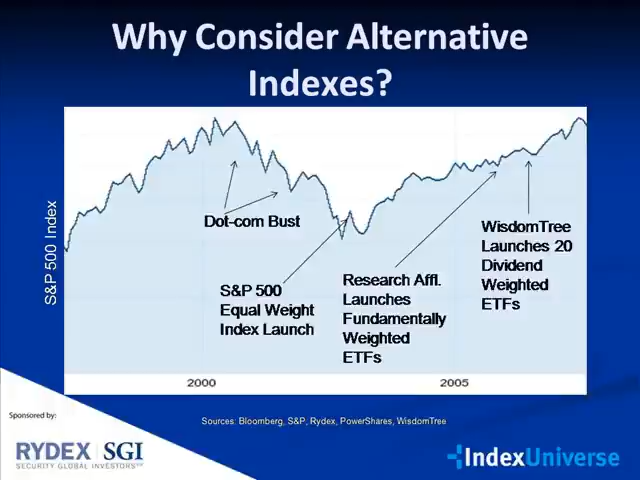 Why Consider Alternative
Indexes?
S&P 500 Index
Dot-com Bust
S&P 500
Equal Weight
Index Launch
Research Affl.
Launches
Fundamentally
Weighted
ETFs
WisdomTree
Launches 20
Dividend
Weighted
ETFs
2000
2005
Sources: Bloomberg, S&P, Rydex, PowerShares, WisdomTree
Sponsored by:
RYDEX | SGI
SECURITY GLOBAL INVESTORS℠
IndexUniverse